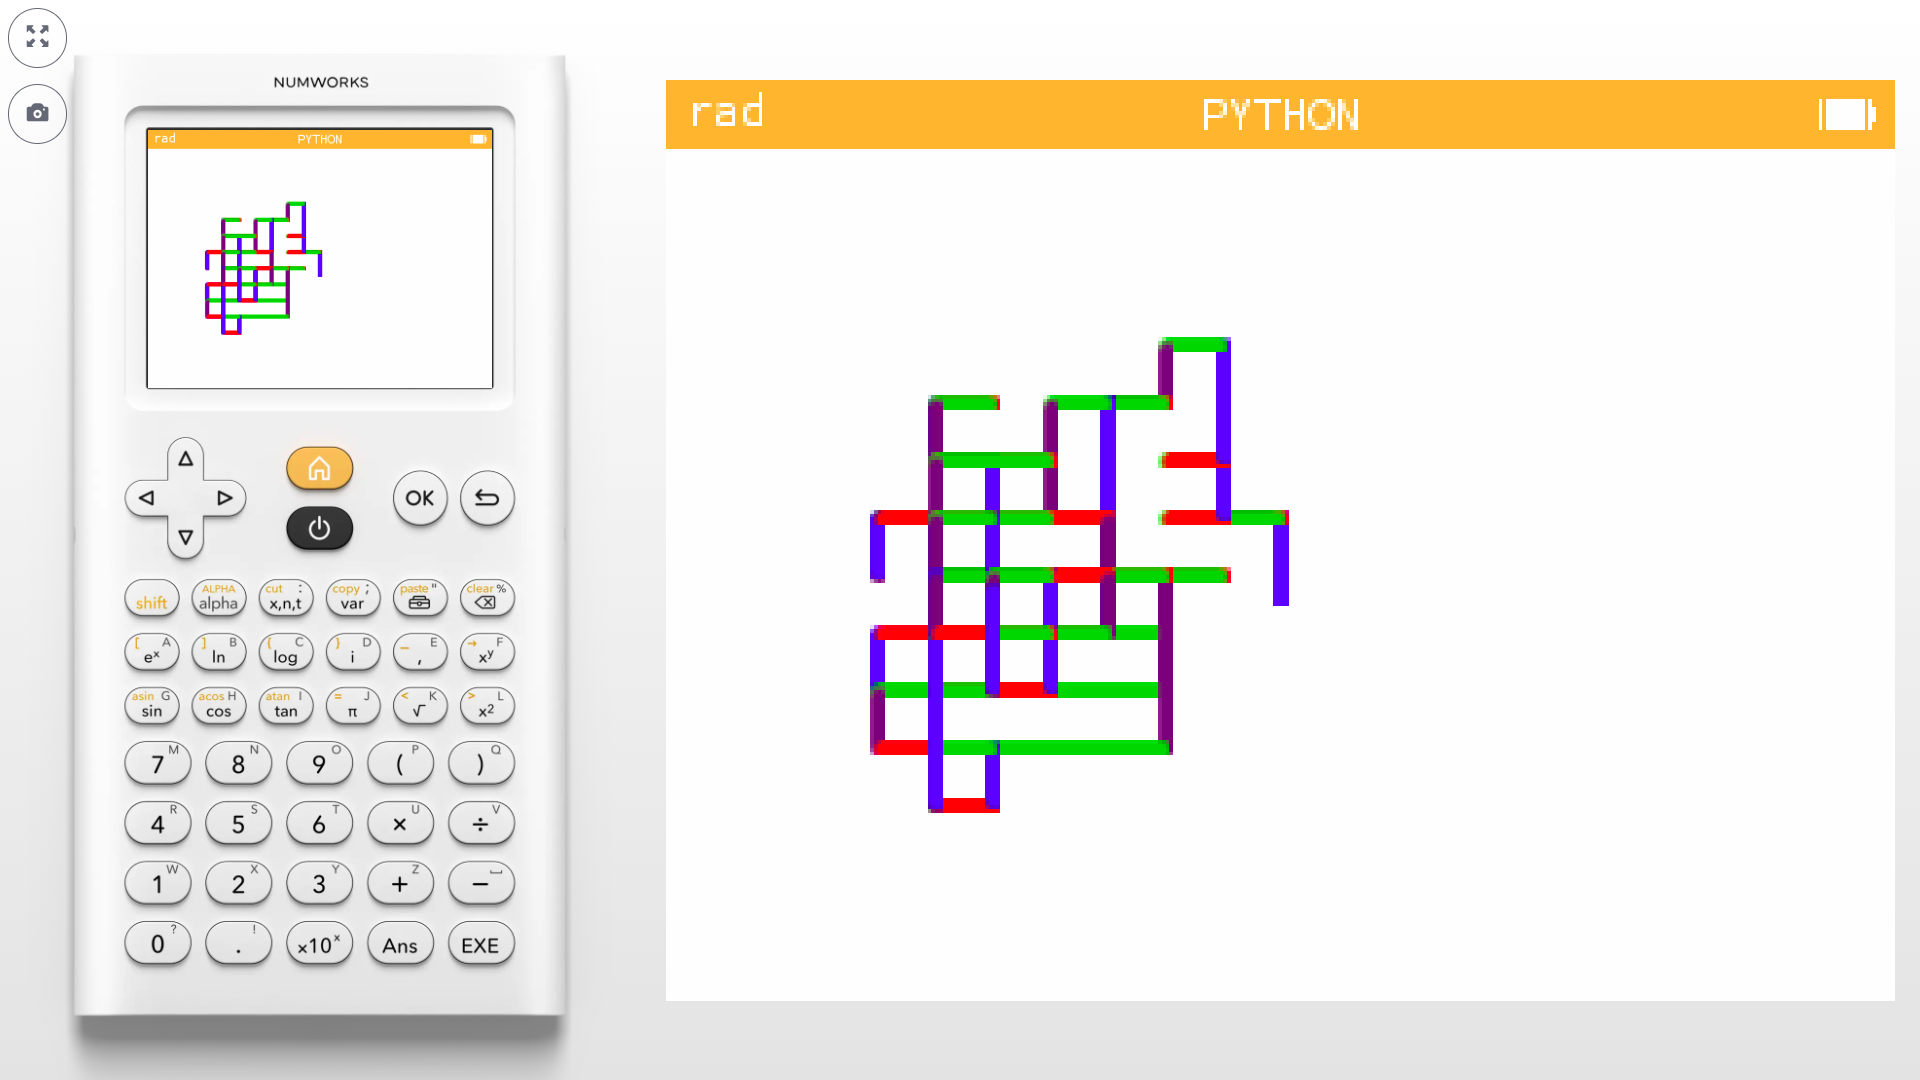 NUMWORKS
rad PYTHON
rad PYTHON
OK
shift
ALPHA alpha
cut : x,n,t
copy ; var
paste "
clear %
[ A eˣ
] B ln
{ C log
} D i
_ E ,
→ F xʸ
asin G sin
acos H cos
atan I tan
= J π
< K √
> L x²
7 M
8 N
9 O
( P
) Q
4 R
5 S
6 T
× U
÷ V
1 W
2 X
3 Y
+ Z
−
0 ?
. !
×10ˣ
Ans
EXE